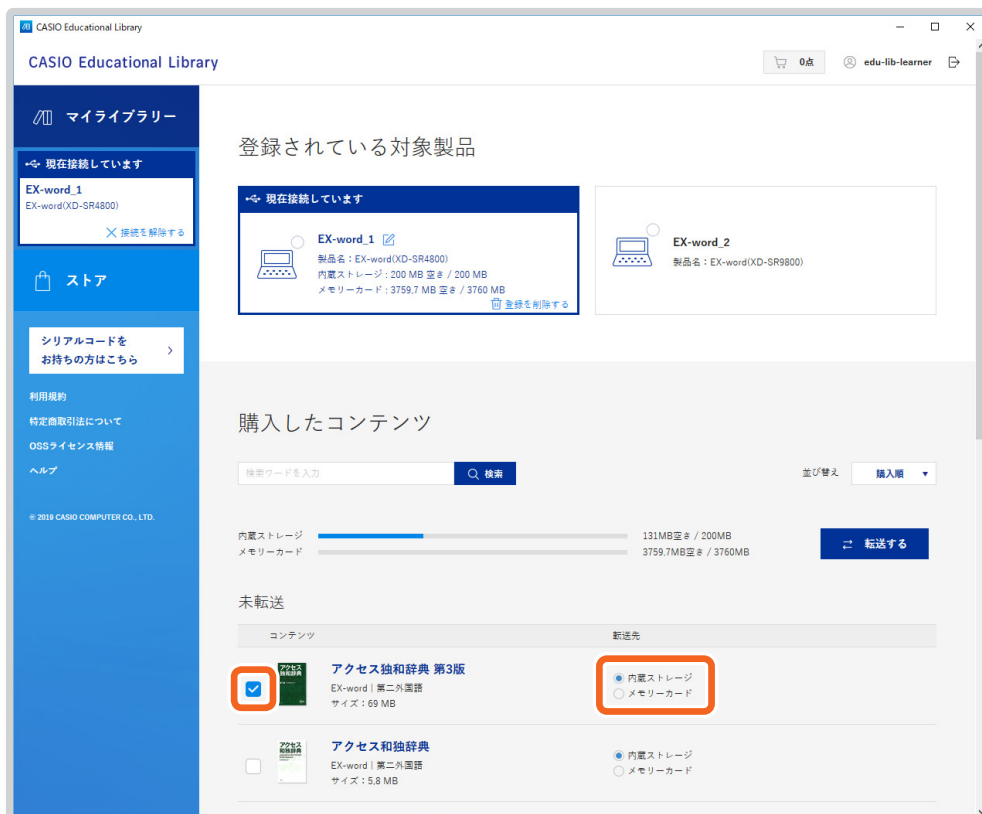 CASIO Educational Library
CASIO Educational Library
0点
edu-lib-learner
マイライブラリー
現在接続しています
EX-word_1
EX-word(XD-SR4800)
接続を解除する
ストア
シリアルコードを
お持ちの方はこちら
利用規約
特定商取引法について
OSSライセンス情報
ヘルプ
© 2019 CASIO COMPUTER CO., LTD.
登録されている対象製品
現在接続しています
EX-word_1
製品名：EX-word(XD-SR4800)
内蔵ストレージ：200 MB 空き / 200 MB
メモリーカード：3759.7 MB 空き / 3760 MB
登録を削除する
EX-word_2
製品名：EX-word(XD-SR9800)
購入したコンテンツ
検索ワードを入力
検索
並び替え
購入順
内蔵ストレージ
131MB空き / 200MB
メモリーカード
3759.7MB空き / 3760MB
転送する
未転送
コンテンツ
転送先
アクセス
独和辞典
アクセス独和辞典 第3版
EX-word | 第二外国語
サイズ：69 MB
内蔵ストレージ
メモリーカード
アクセス
和独辞典
アクセス和独辞典
EX-word | 第二外国語
サイズ：5.8 MB
内蔵ストレージ
メモリーカード